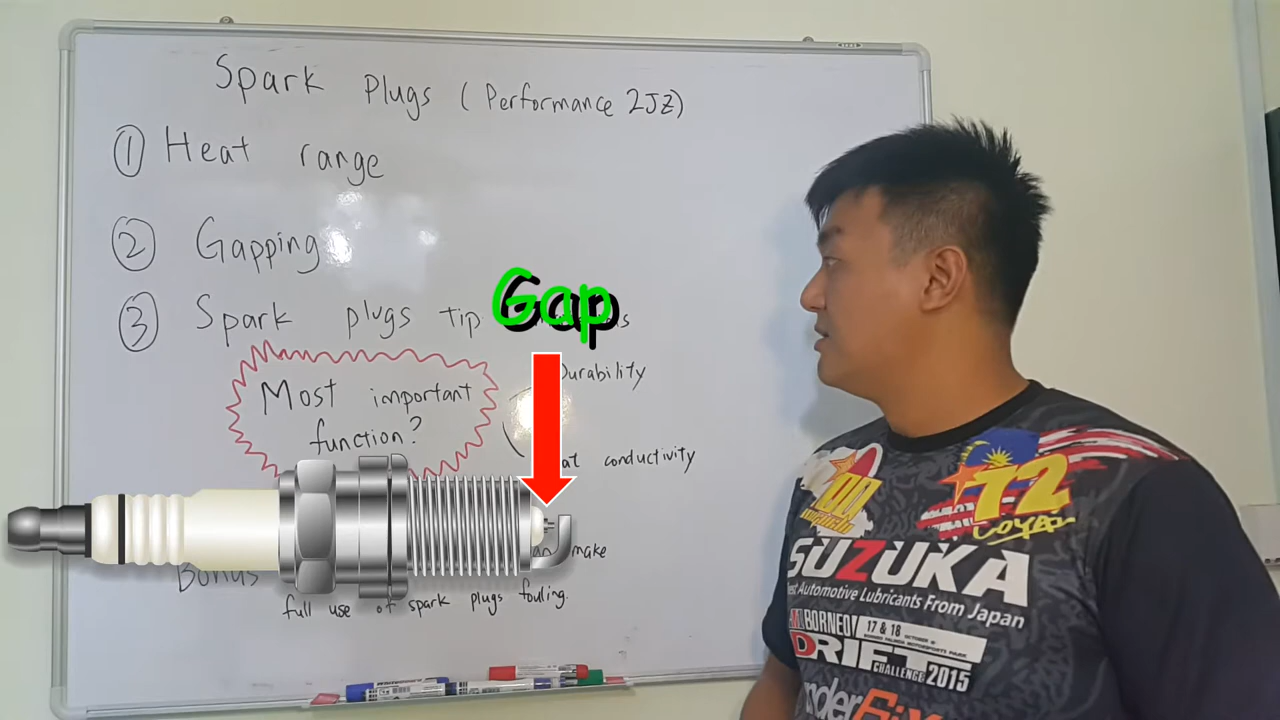 Spark Plugs (Performance 2JZ)
① Heat range
② Gapping
③ Spark plugs tip
Gap
Durability
Most important
function?
conductivity
make
Bonus
full use of spark plugs fouling.
72
SUZUKA
Best Automotive Lubricants From Japan
BORNEO
DRIFT
CHALLENGE 2015
17 & 18 OCTOBER @